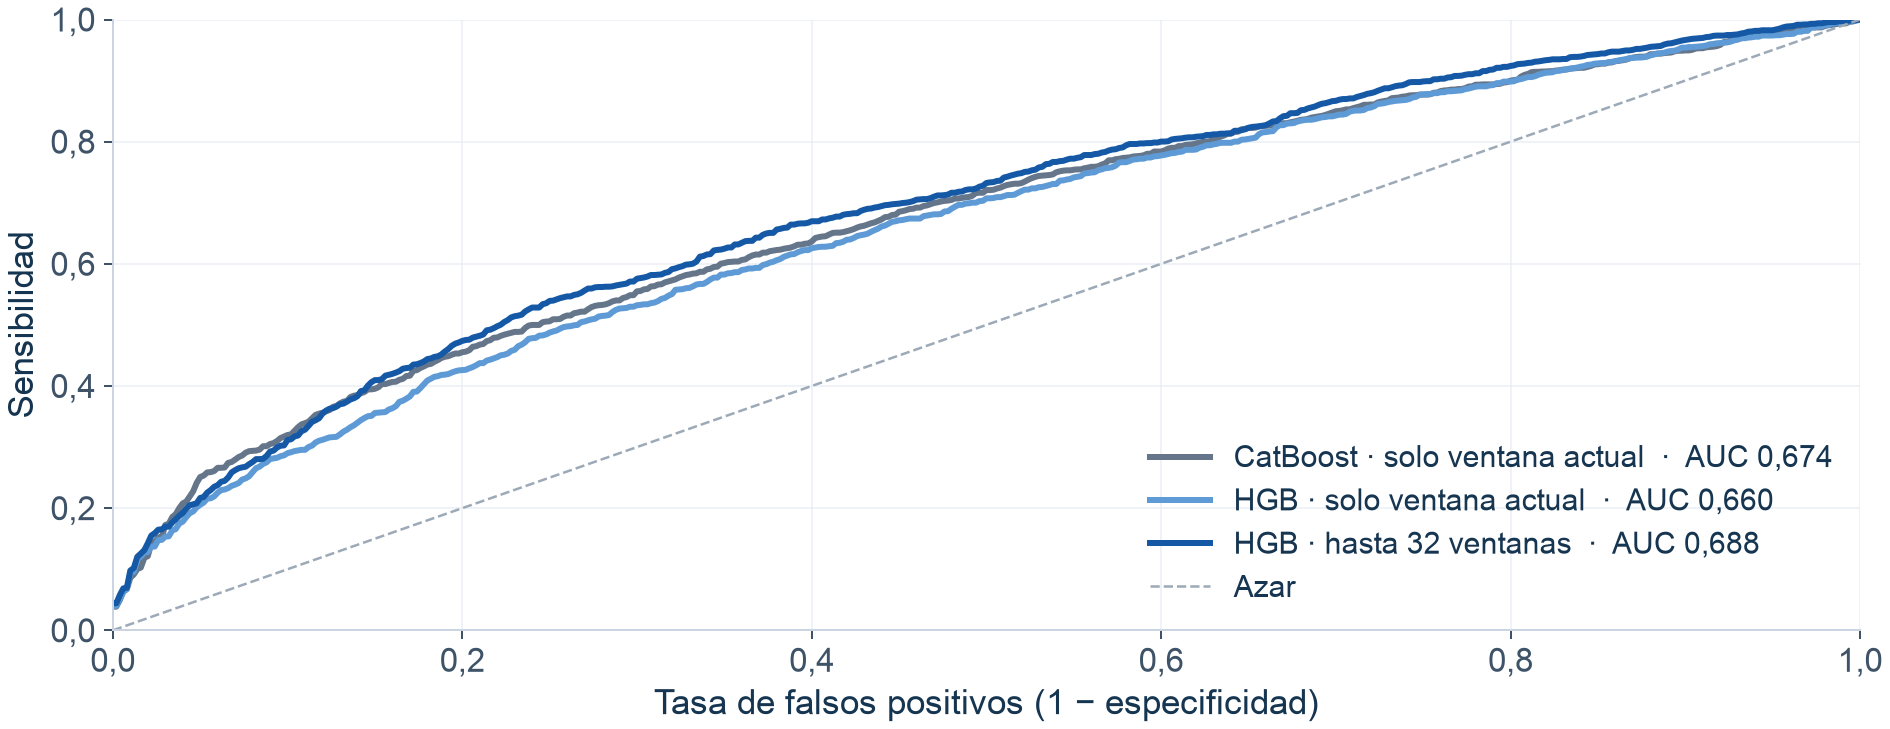 1,0
0,8
0,6
0,4
0,2
0,0
Sensibilidad
CatBoost · solo ventana actual · AUC 0,674
HGB · solo ventana actual · AUC 0,660
HGB · hasta 32 ventanas · AUC 0,688
Azar
0,0 0,2 0,4 0,6 0,8 1,0
Tasa de falsos positivos (1 − especificidad)